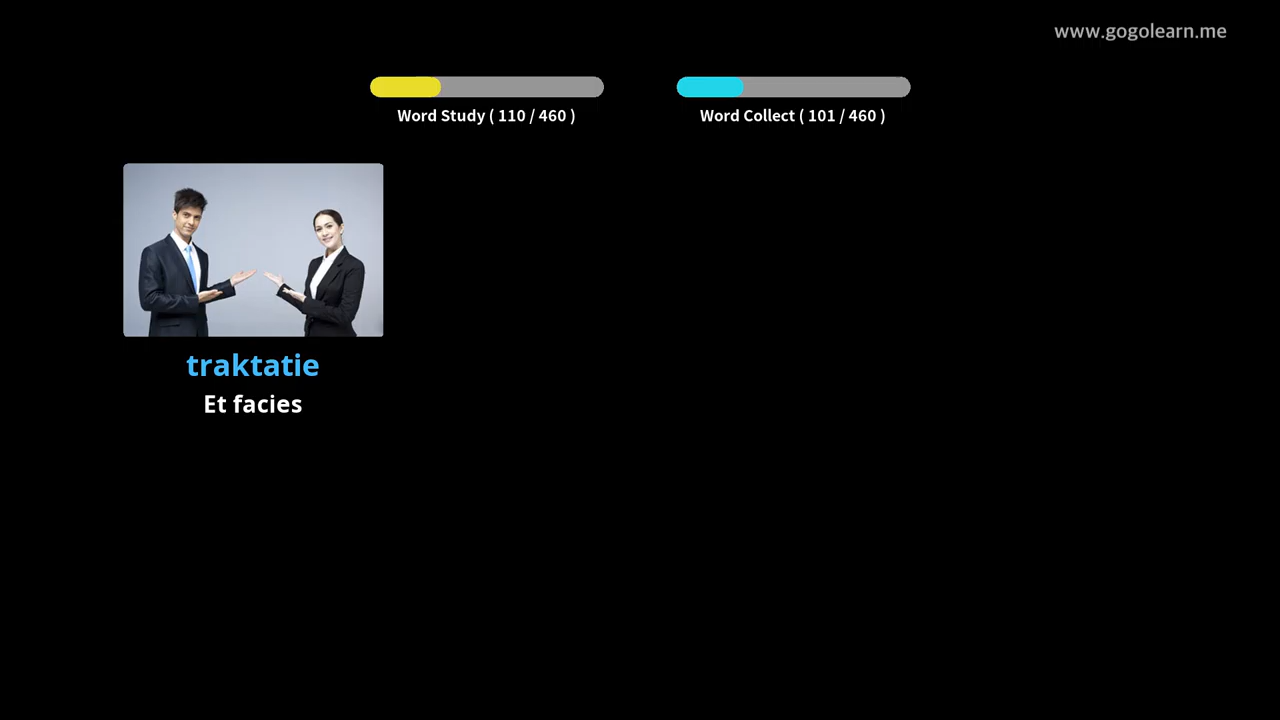 www.gogolearn.me
Word Study ( 110 / 460 )
Word Collect ( 101 / 460 )
traktatie
Et facies